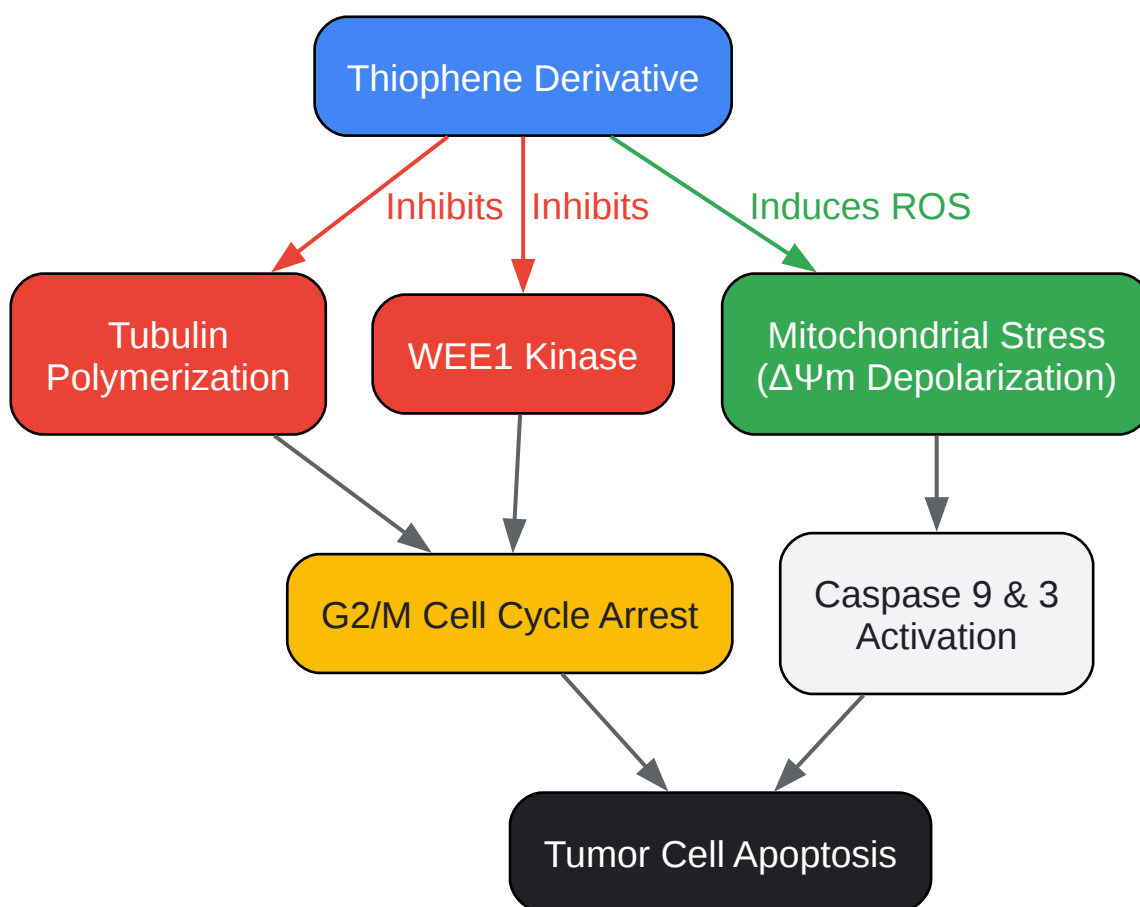 Thiophene Derivative
Inhibits
Inhibits
Induces ROS
Tubulin
Polymerization
WEE1 Kinase
Mitochondrial Stress
(ΔΨm Depolarization)
G2/M Cell Cycle Arrest
Caspase 9 & 3
Activation
Tumor Cell Apoptosis